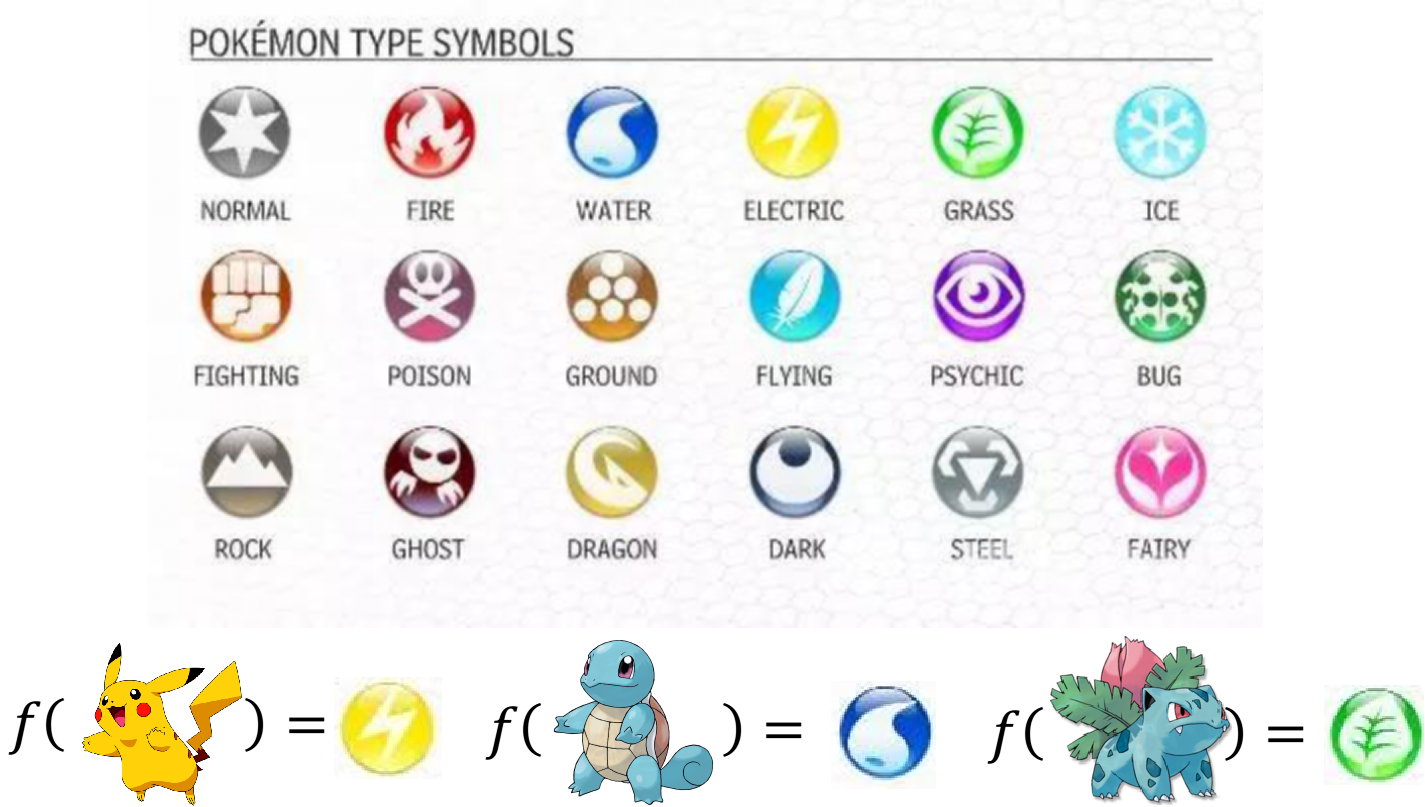 POKÉMON TYPE SYMBOLS
NORMAL FIRE WATER ELECTRIC GRASS ICE
FIGHTING POISON GROUND FLYING PSYCHIC BUG
ROCK GHOST DRAGON DARK STEEL FAIRY
f( ) = f( ) = f( ) =